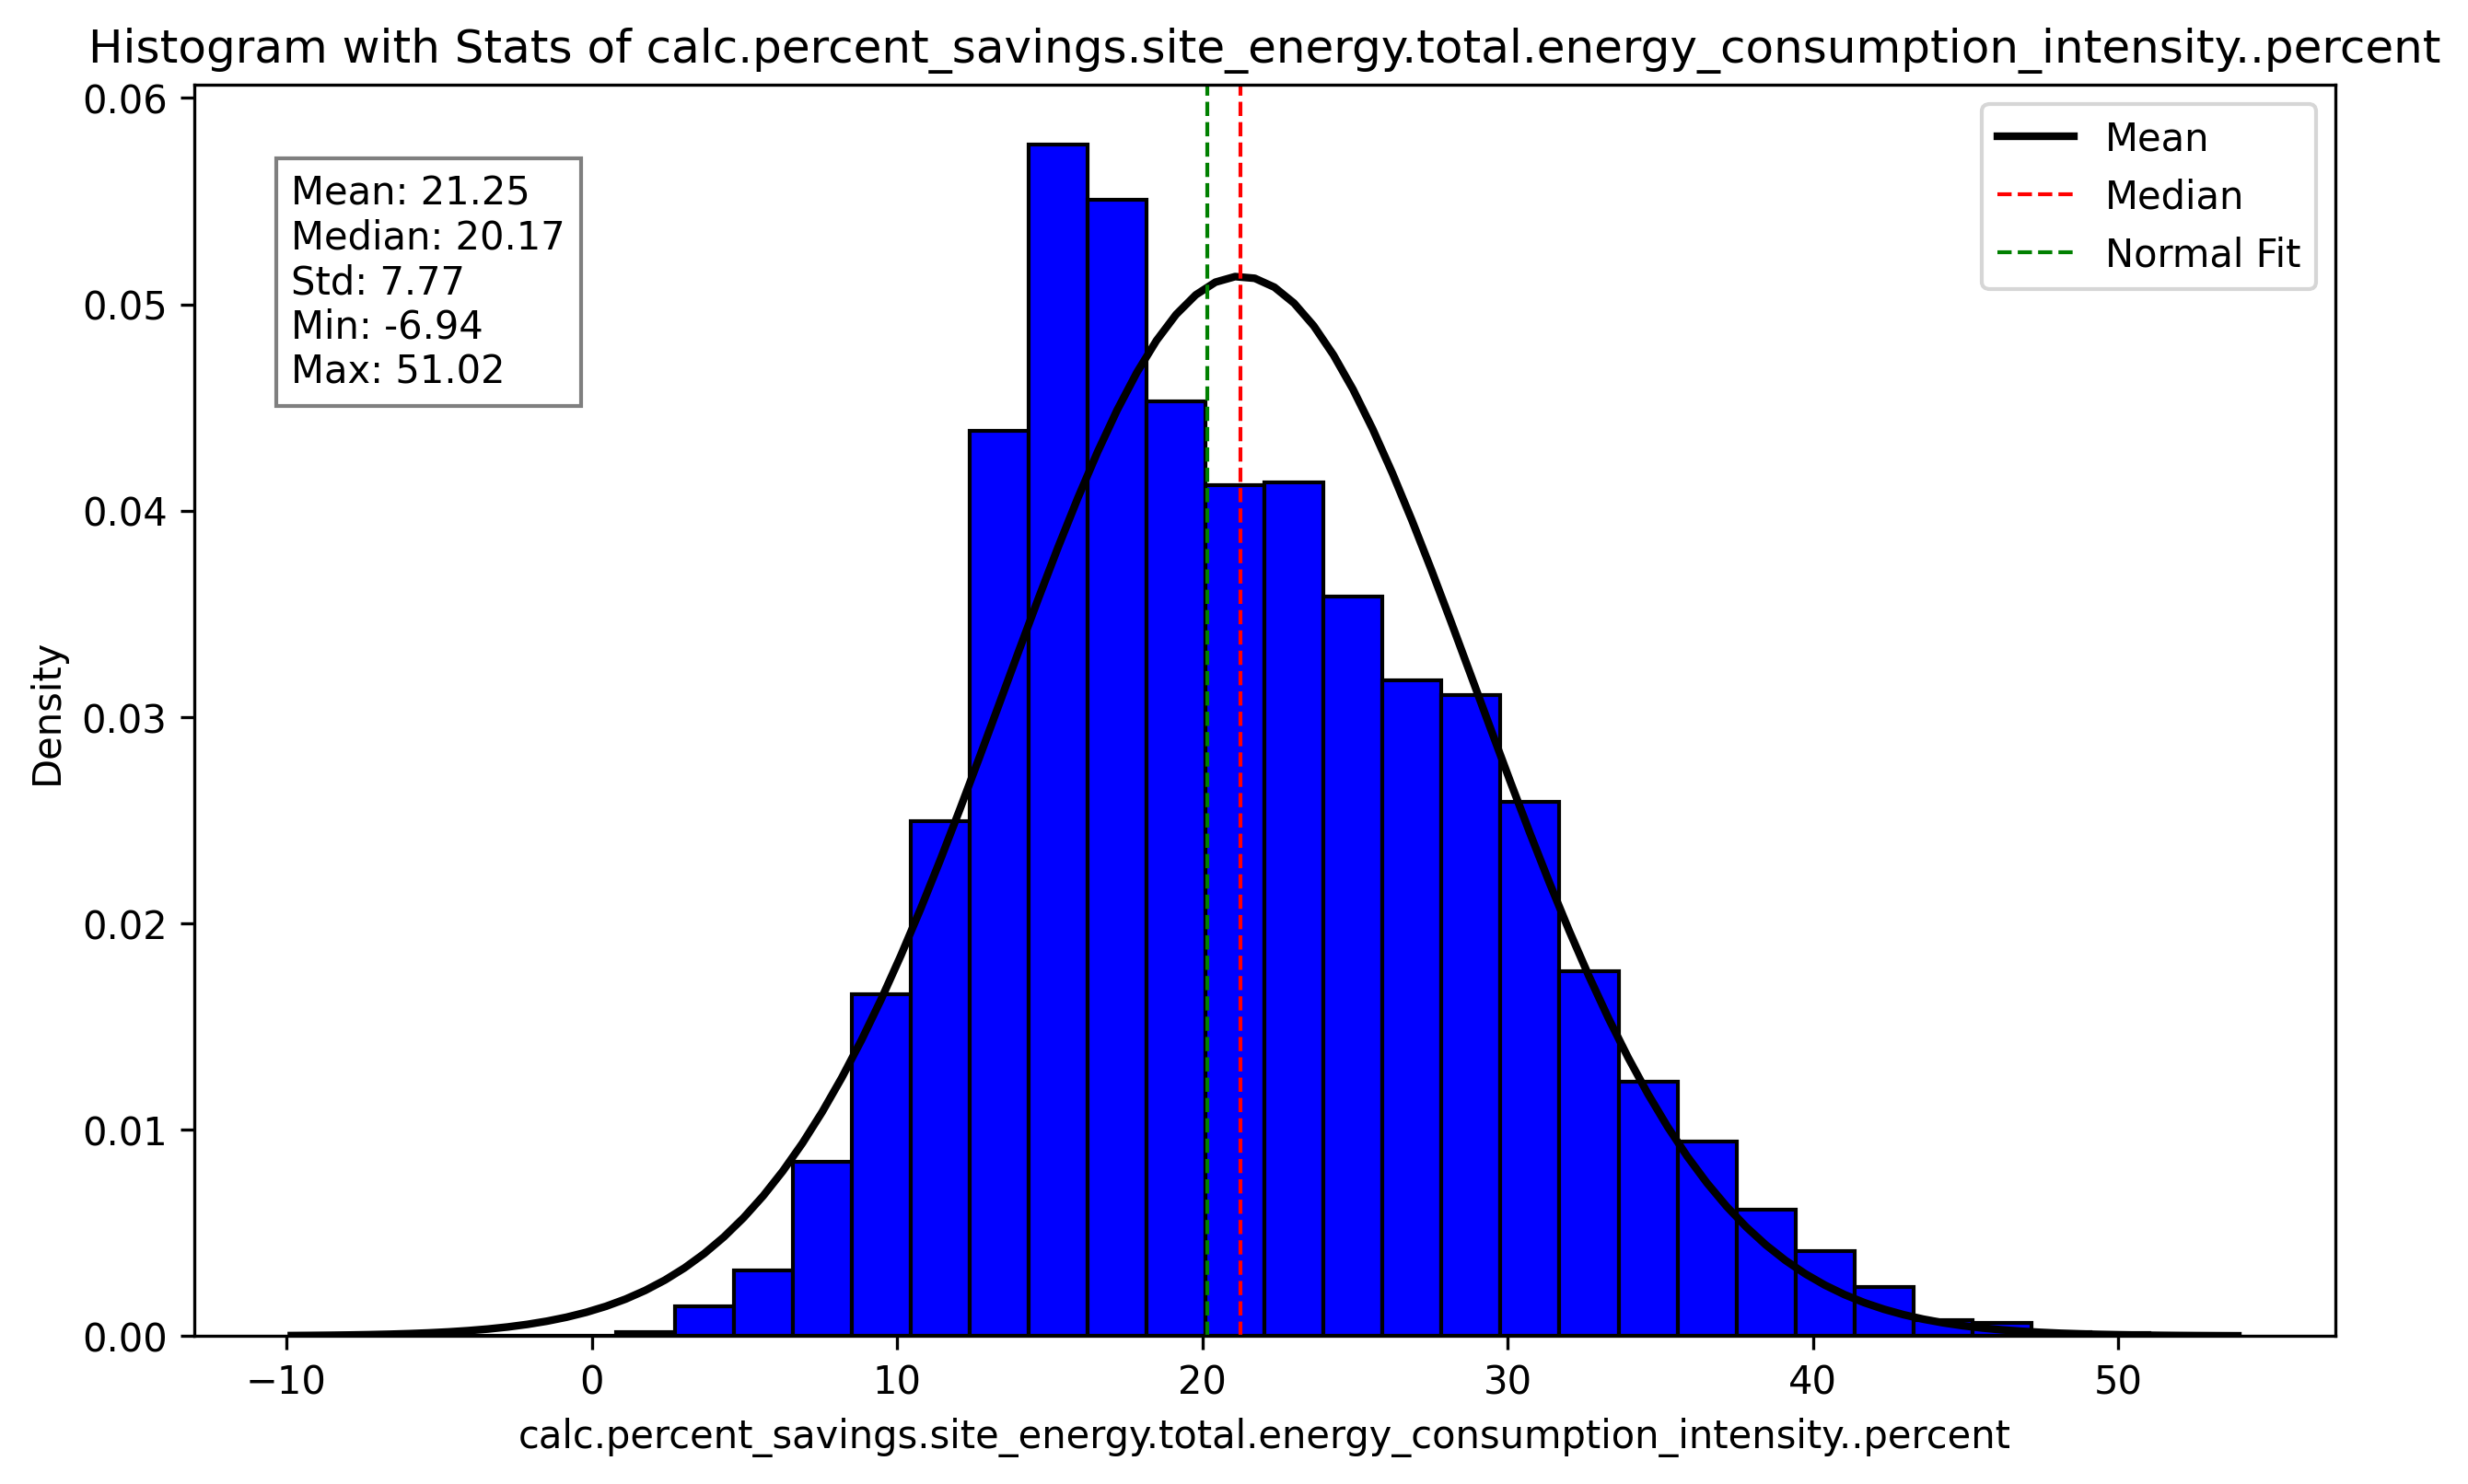 Histogram with Stats of calc.percent_savings.site_energy.total.energy_consumption_intensity..percent
0.06
0.05
0.04
0.03
0.02
0.01
0.00
Density
Mean: 21.25
Median: 20.17
Std: 7.77
Min: -6.94
Max: 51.02
Mean
Median
Normal Fit
−10
0
10
20
30
40
50
calc.percent_savings.site_energy.total.energy_consumption_intensity..percent